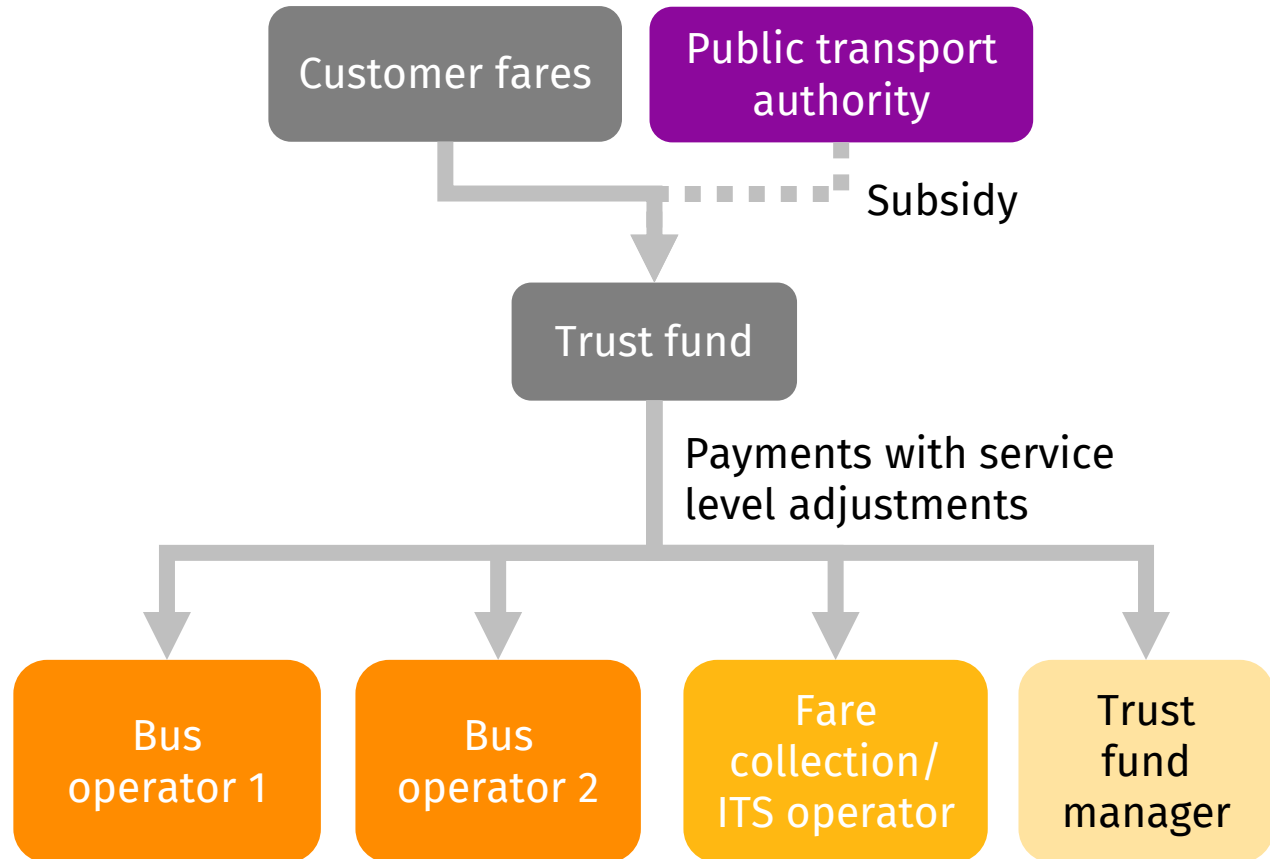 Customer fares
Public transport
authority
Subsidy
Trust fund
Payments with service
level adjustments
Bus
operator 1
Bus
operator 2
Fare
collection/
ITS operator
Trust
fund
manager